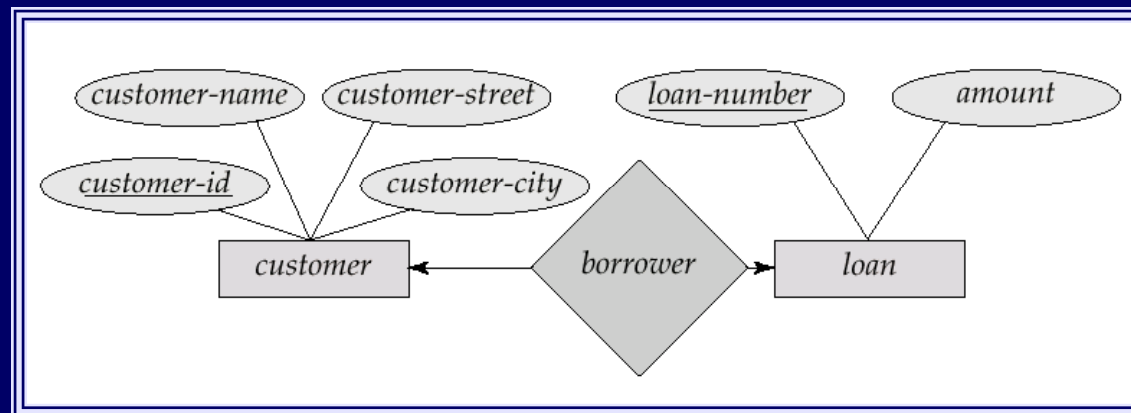 customer-name customer-street loan-number amount
customer-id customer-city
customer borrower loan